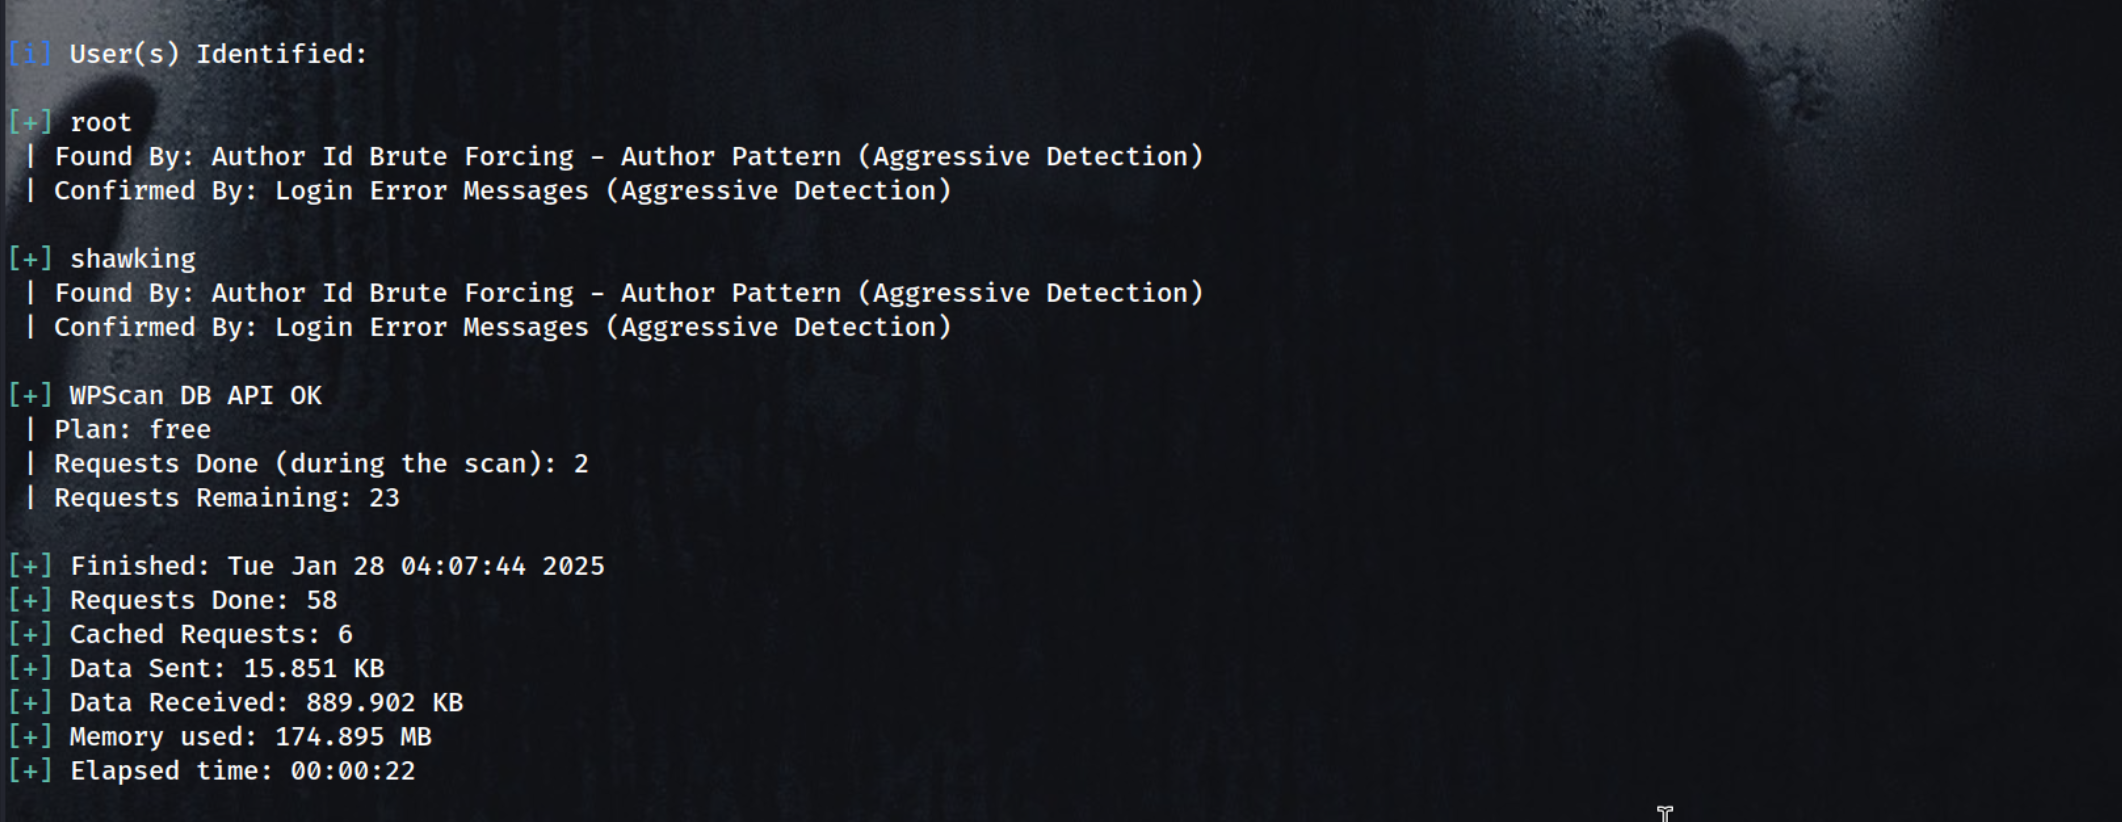 [i] User(s) Identified:
[+] root
| Found By: Author Id Brute Forcing - Author Pattern (Aggressive Detection)
| Confirmed By: Login Error Messages (Aggressive Detection)
[+] shawking
| Found By: Author Id Brute Forcing - Author Pattern (Aggressive Detection)
| Confirmed By: Login Error Messages (Aggressive Detection)
[+] WPScan DB API OK
| Plan: free
| Requests Done (during the scan): 2
| Requests Remaining: 23
[+] Finished: Tue Jan 28 04:07:44 2025
[+] Requests Done: 58
[+] Cached Requests: 6
[+] Data Sent: 15.851 KB
[+] Data Received: 889.902 KB
[+] Memory used: 174.895 MB
[+] Elapsed time: 00:00:22